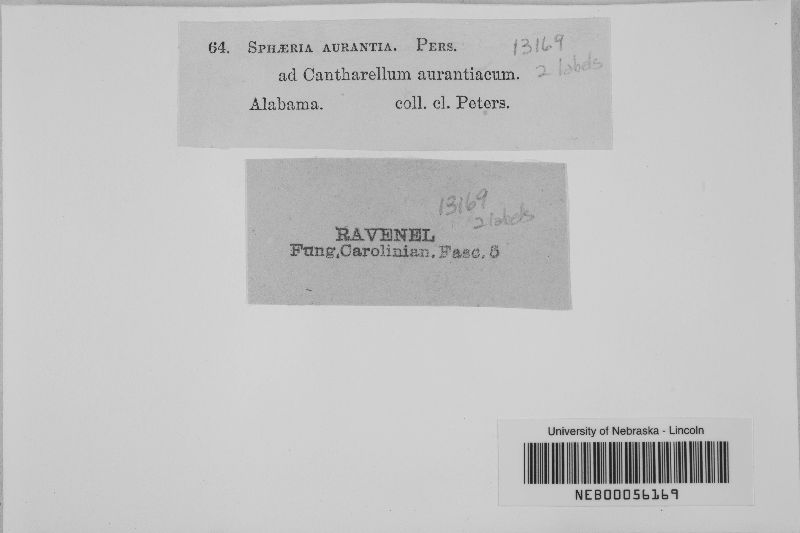 64. SPHÆRIA AURANTIA. PERS. 13169
2 labels
ad Cantharellum aurantiacum.
Alabama. coll. cl. Peters.
13169
2 labels
RAVENEL
Fung. Carolinian. Fasc. 5
University of Nebraska - Lincoln
NEB00056169